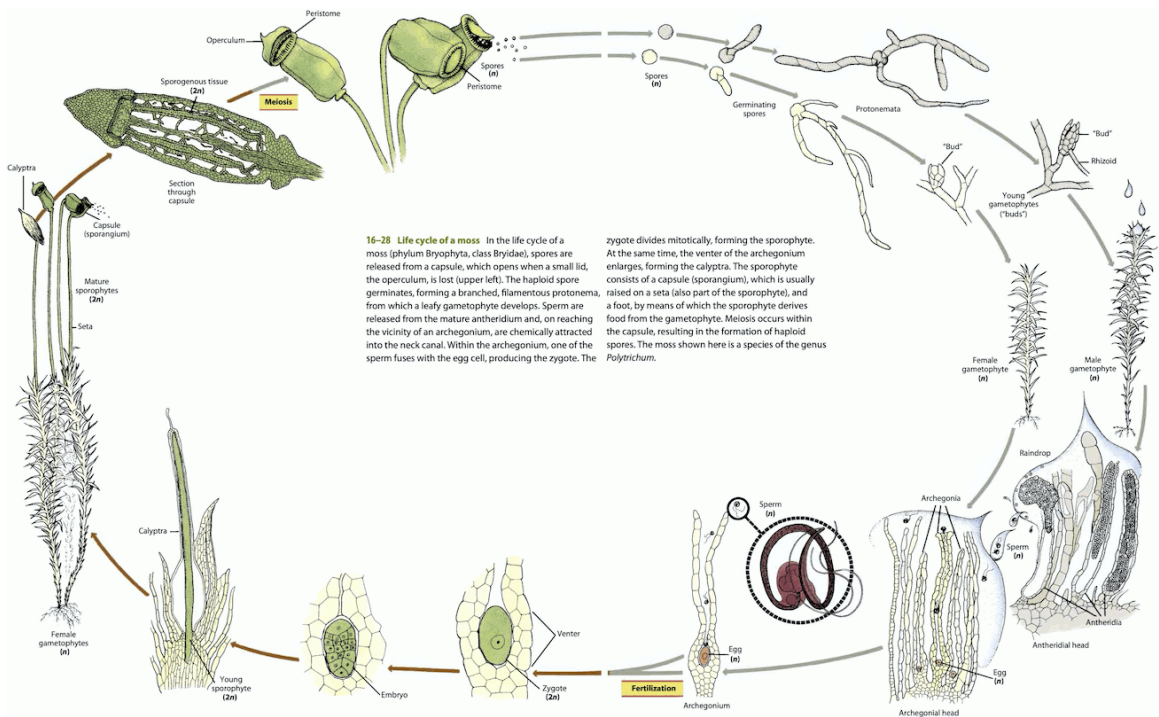 Peristome
Operculum
Sporogenous tissue
(2n)
Meiosis
Spores
(n)
Peristome
Spores
(n)
Germinating
spores
Protonemata
"Bud"
"Bud"
Rhizoid
Young
gametophytes
("buds")
Calyptra
Section
through
capsule
Capsule
(sporangium)
Mature
sporophytes
(2n)
Seta
16–28 Life cycle of a moss In the life cycle of a
moss (phylum Bryophyta, class Bryidae), spores are
released from a capsule, which opens when a small lid,
the operculum, is lost (upper left). The haploid spore
germinates, forming a branched, filamentous protonema,
from which a leafy gametophyte develops. Sperm are
released from the mature antheridium and, on reaching
the vicinity of an archegonium, are chemically attracted
into the neck canal. Within the archegonium, one of the
sperm fuses with the egg cell, producing the zygote. The
zygote divides mitotically, forming the sporophyte.
At the same time, the venter of the archegonium
enlarges, forming the calyptra. The sporophyte
consists of a capsule (sporangium), which is usually
raised on a seta (also part of the sporophyte), and
a foot, by means of which the sporophyte derives
food from the gametophyte. Meiosis occurs within
the capsule, resulting in the formation of haploid
spores. The moss shown here is a species of the genus
Polytrichum.
Female
gametophyte
(n)
Male
gametophyte
(n)
Raindrop
Archegonia
Sperm
(n)
Sperm
(n)
Antheridia
Antheridial head
Calyptra
Female
gametophytes
(n)
Young
sporophyte
(2n)
Embryo
Venter
Zygote
(2n)
Fertilization
Egg
(n)
Archegonium
Egg
(n)
Archegonial head